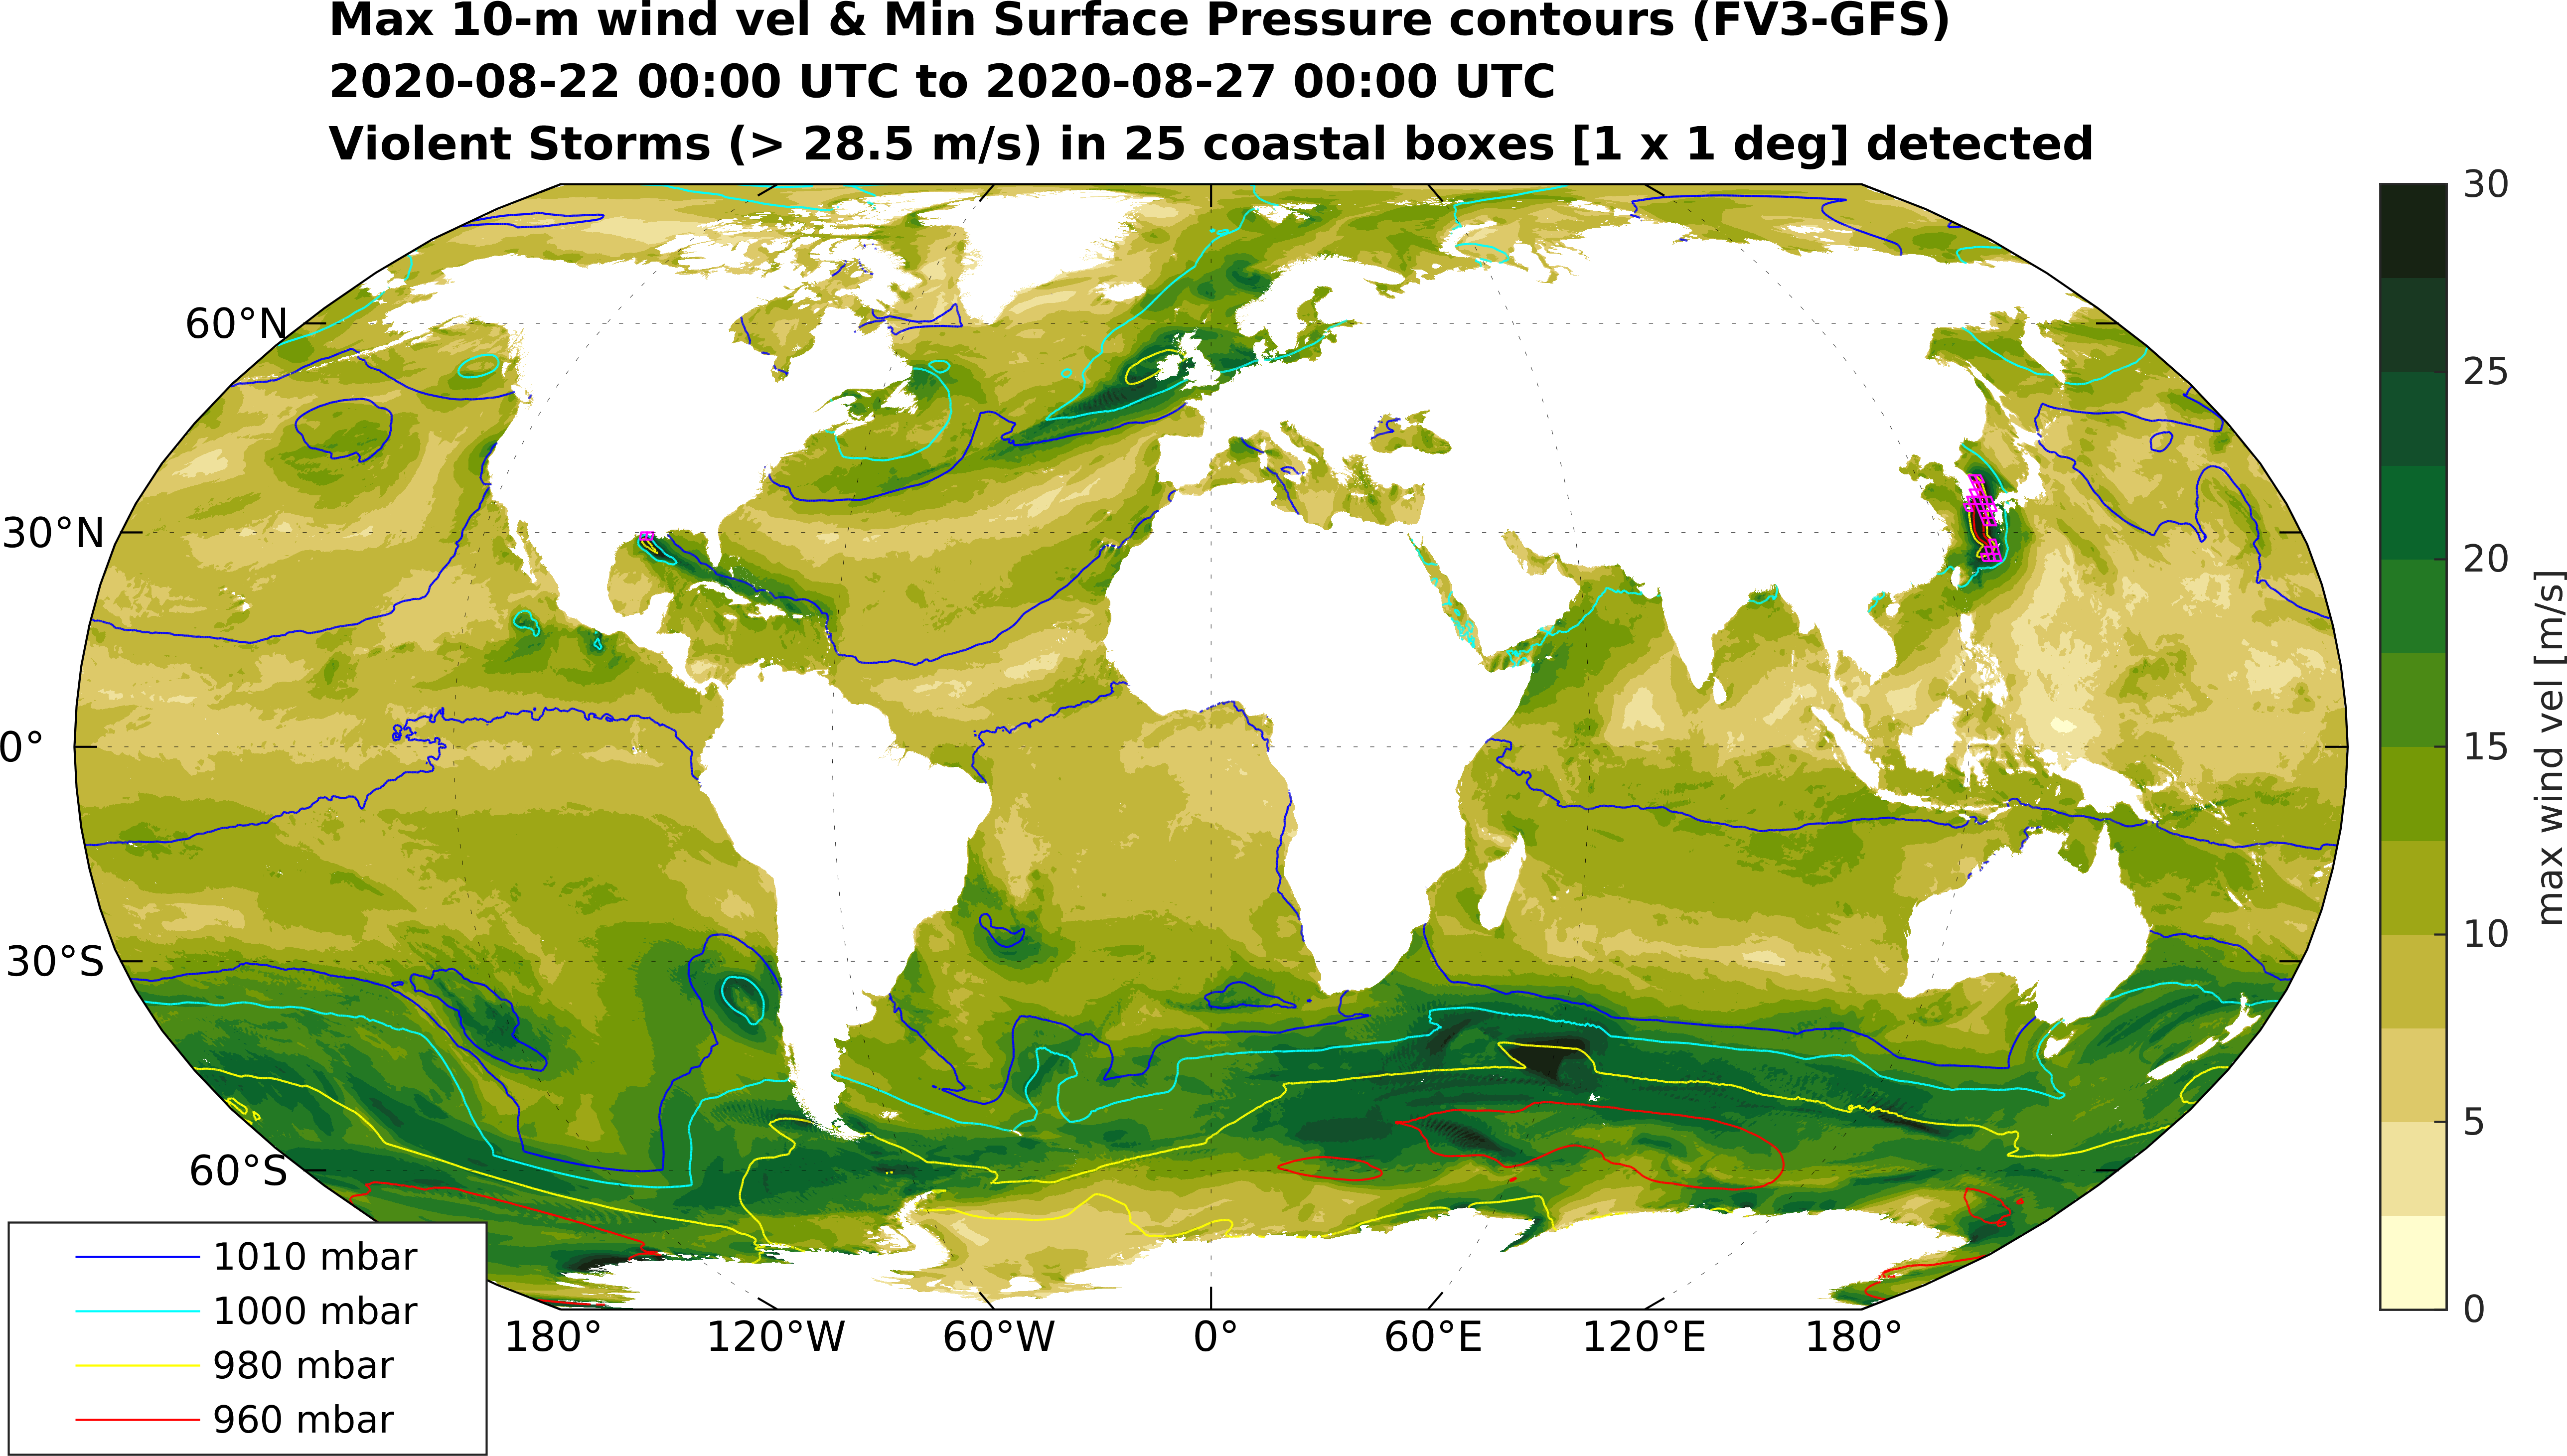 Max 10-m wind vel & Min Surface Pressure contours (FV3-GFS)
2020-08-22 00:00 UTC to 2020-08-27 00:00 UTC
Violent Storms (> 28.5 m/s) in 25 coastal boxes [1 x 1 deg] detected
60°N
30°N
0°
30°S
60°S
180°
120°W
60°W
0°
60°E
120°E
180°
1010 mbar
1000 mbar
980 mbar
960 mbar
30
25
20
15
10
5
0
max wind vel [m/s]